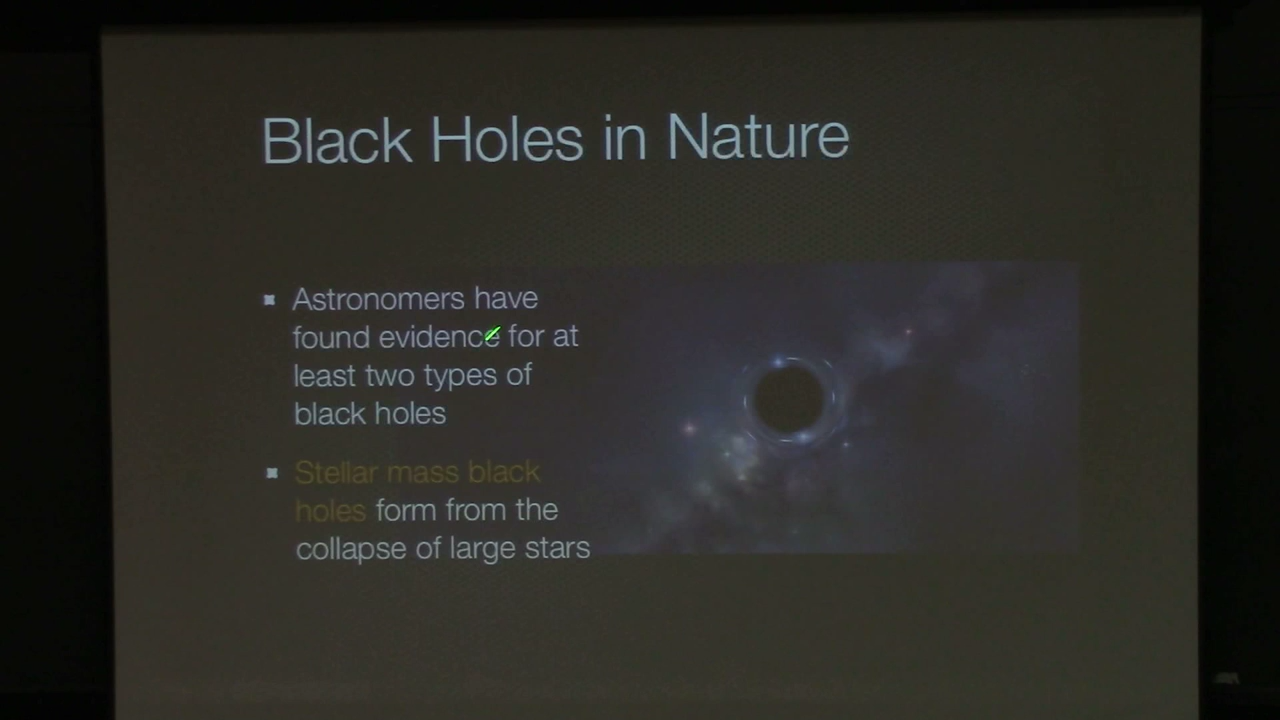 Black Holes in Nature
Astronomers have
found evidence for at
least two types of
black holes
Stellar mass black
holes form from the
collapse of large stars